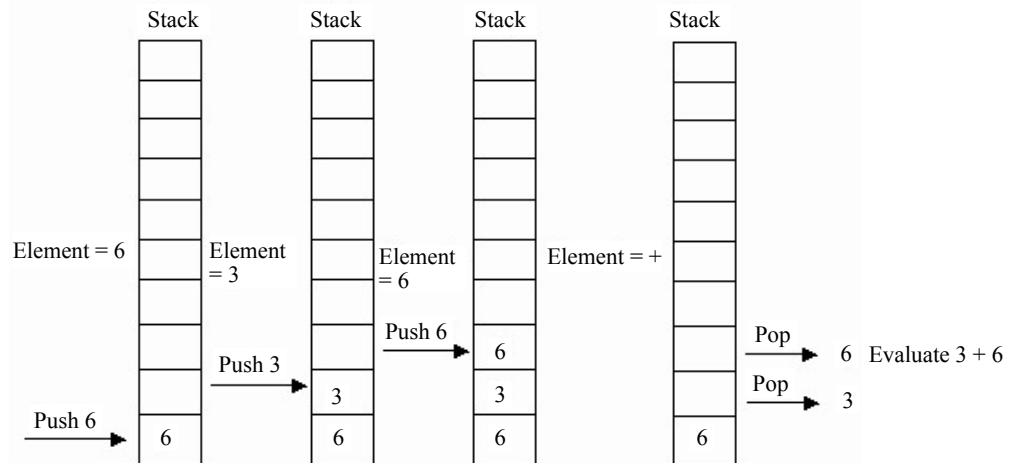 Stack
Stack
Stack
Stack
Element = 6
Element
= 3
Element
= 6
Element = +
Push 6
Push 3
Push 6
Pop
6 Evaluate 3 + 6
Pop
3
6
3
6
6
3
6
6